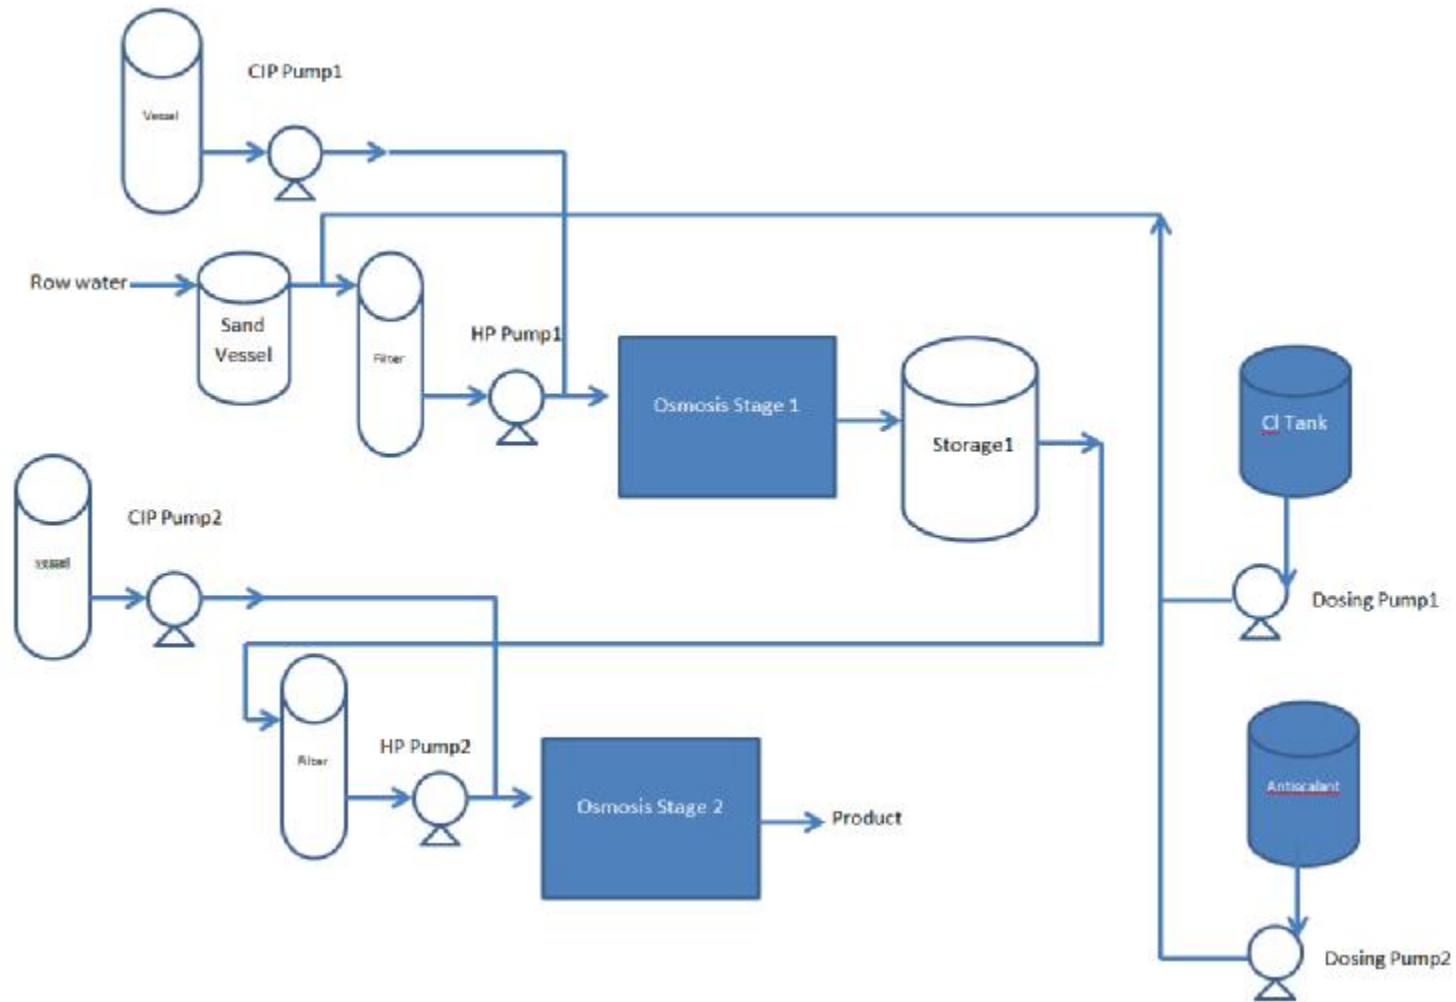 CIP Pump1
Vessel
Row water
Sand
Vessel
Filter
HP Pump1
Osmosis Stage 1
Storage1
Cl Tank
Dosing Pump1
CIP Pump2
HP Pump2
Filter
Osmosis Stage 2
Product
Antiscalant
Dosing Pump2